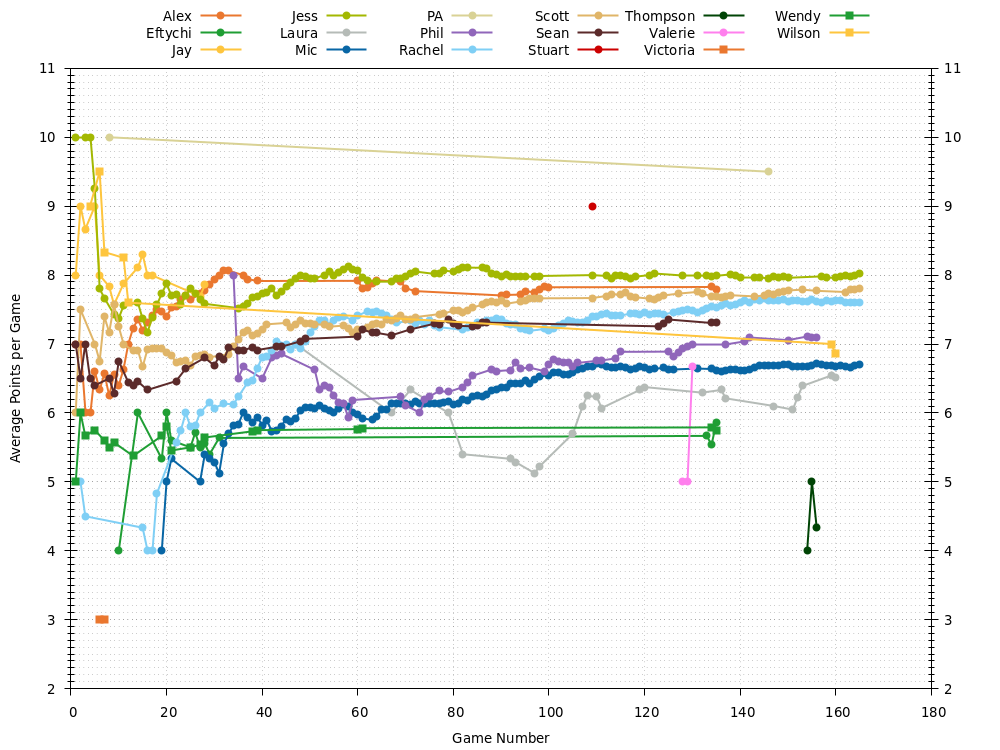 Alex Jess PA Scott Thompson Wendy
Eftychi Laura Phil Sean Valerie Wilson
Jay Mic Rachel Stuart Victoria
11 11
10 10
9 9
8 8
7 7
6 6
5 5
4 4
3 3
2 2
Average Points per Game
0 20 40 60 80 100 120 140 160 180
Game Number